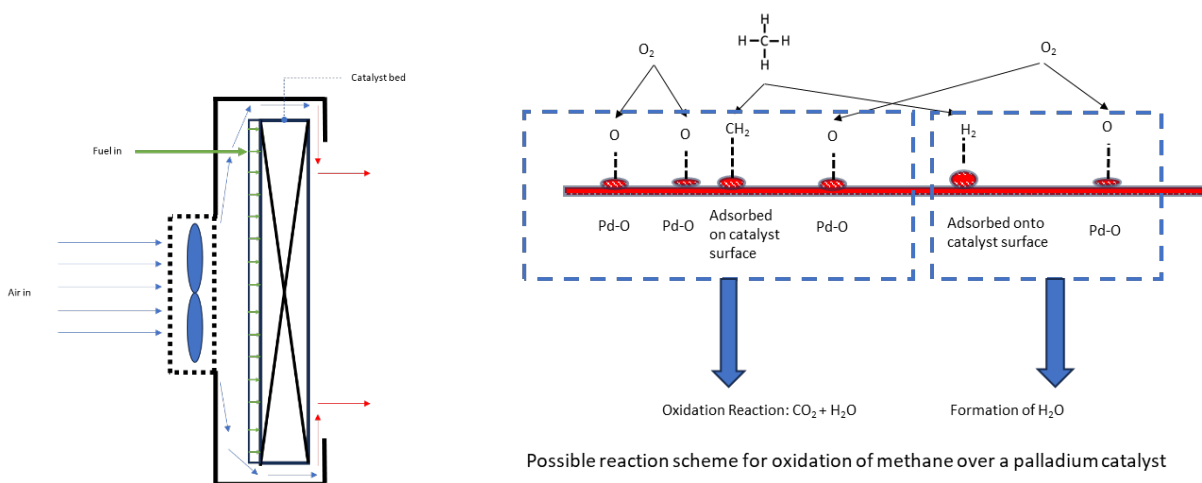 Catalyst bed
Fuel in
Air in
H
H C H
H
O₂
O₂
O
O
CH₂
O
H₂
O
Pd-O
Pd-O
Adsorbed
on catalyst
surface
Pd-O
Adsorbed onto
catalyst surface
Pd-O
Oxidation Reaction: CO₂ + H₂O
Formation of H₂O
Possible reaction scheme for oxidation of methane over a palladium catalyst